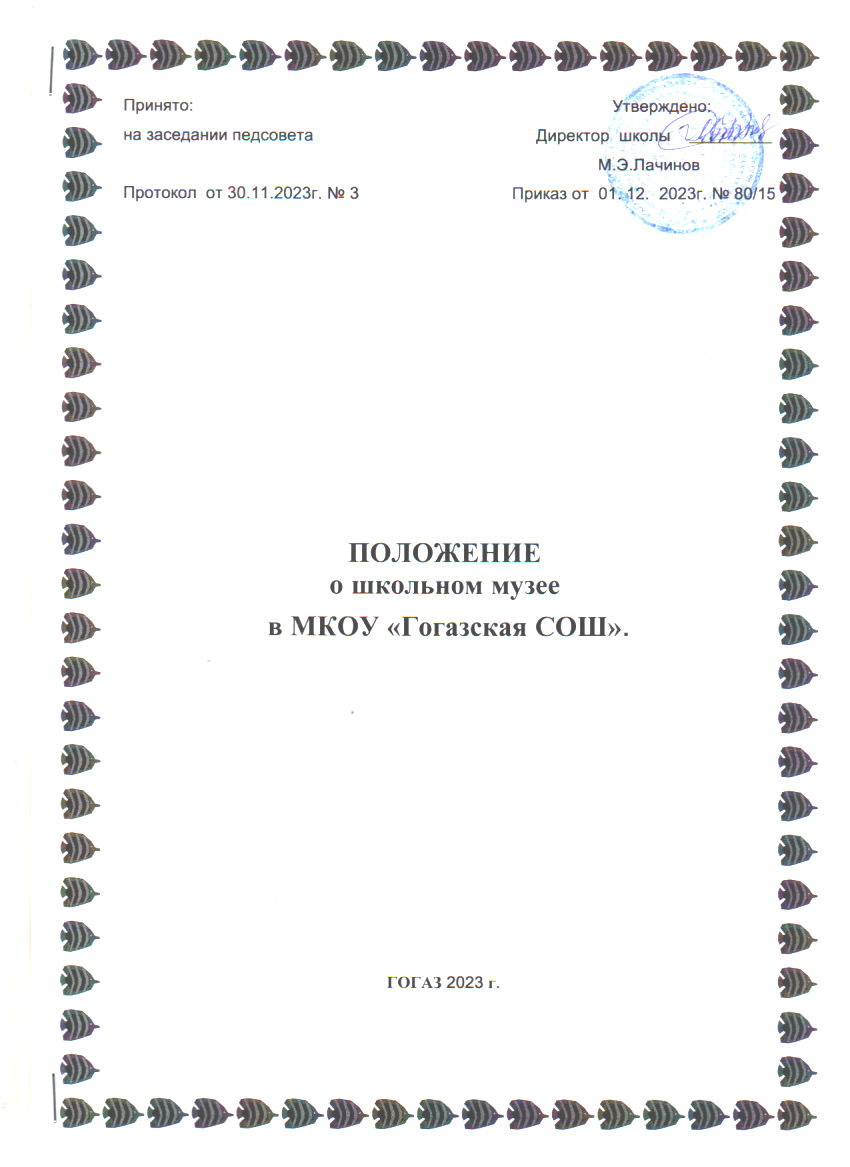 Принято:
Утверждено:
на заседании педсовета
Директор школы
М.Э.Лачинов
Протокол от 30.11.2023г. № 3
Приказ от 01. 12. 2023г. № 80/15
ПОЛОЖЕНИЕ
о школьном музее
в МКОУ «Гогазская СОШ».
ГОГАЗ 2023 г.